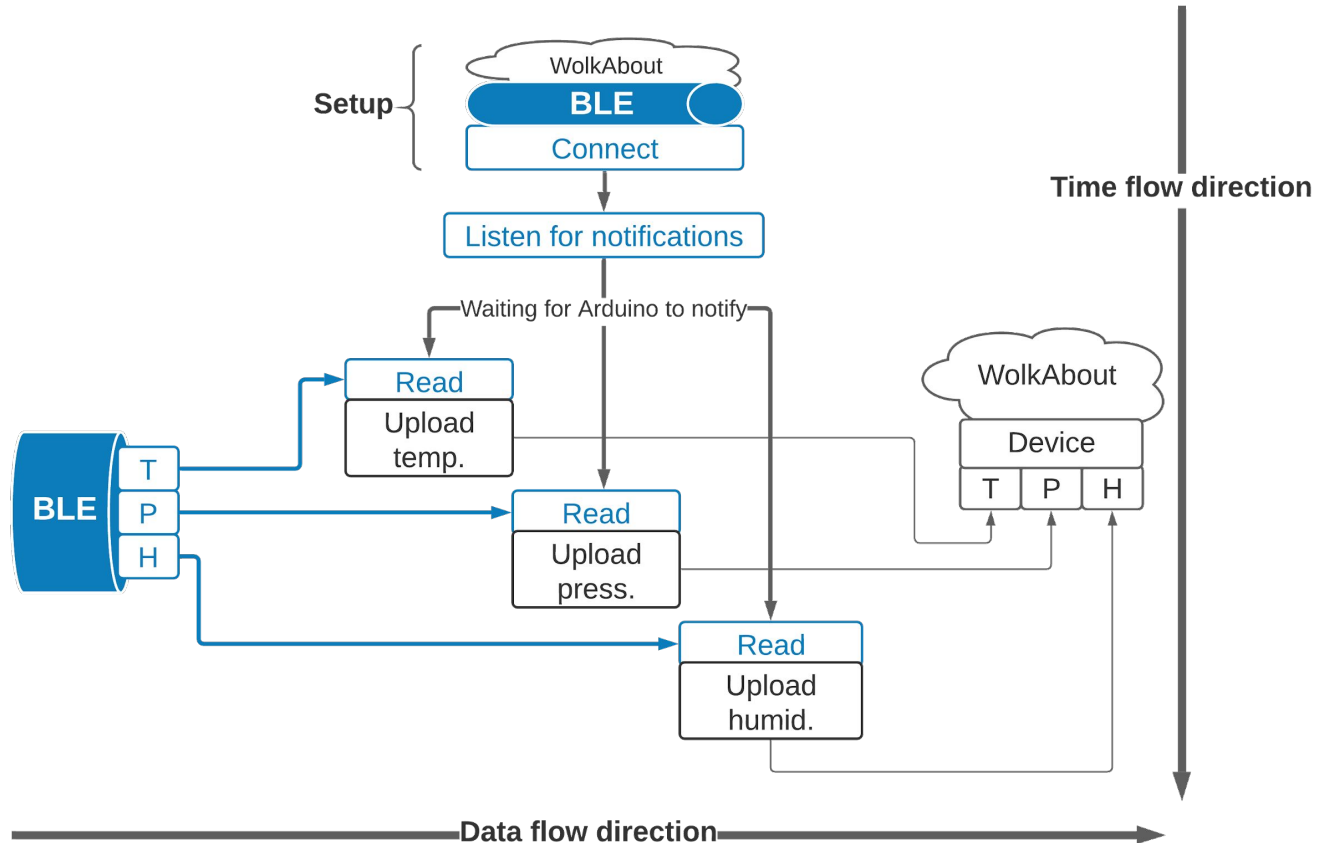 WolkAbout
Setup
BLE
Connect
Time flow direction
Listen for notifications
Waiting for Arduino to notify
Read
Upload
temp.
WolkAbout
Device
T P H
BLE
T
P
H
Read
Upload
press.
Read
Upload
humid.
Data flow direction